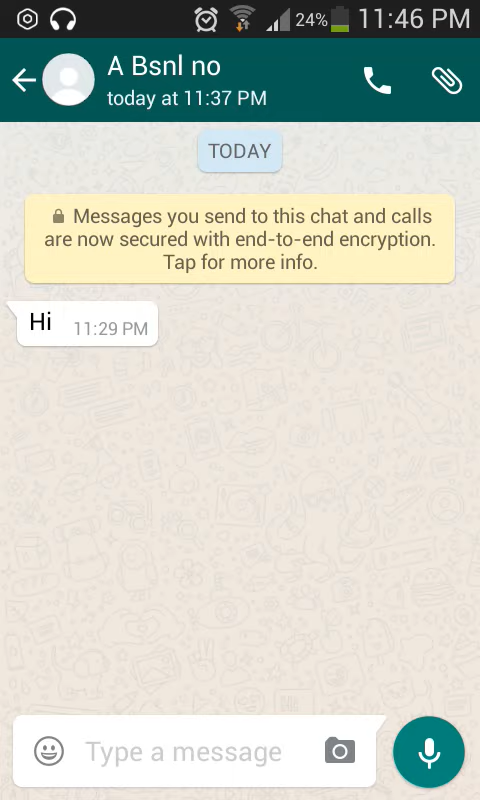 24% 11:46 PM
A Bsnl no
today at 11:37 PM
TODAY
Messages you send to this chat and calls
are now secured with end-to-end encryption.
Tap for more info.
Hi 11:29 PM
Type a message